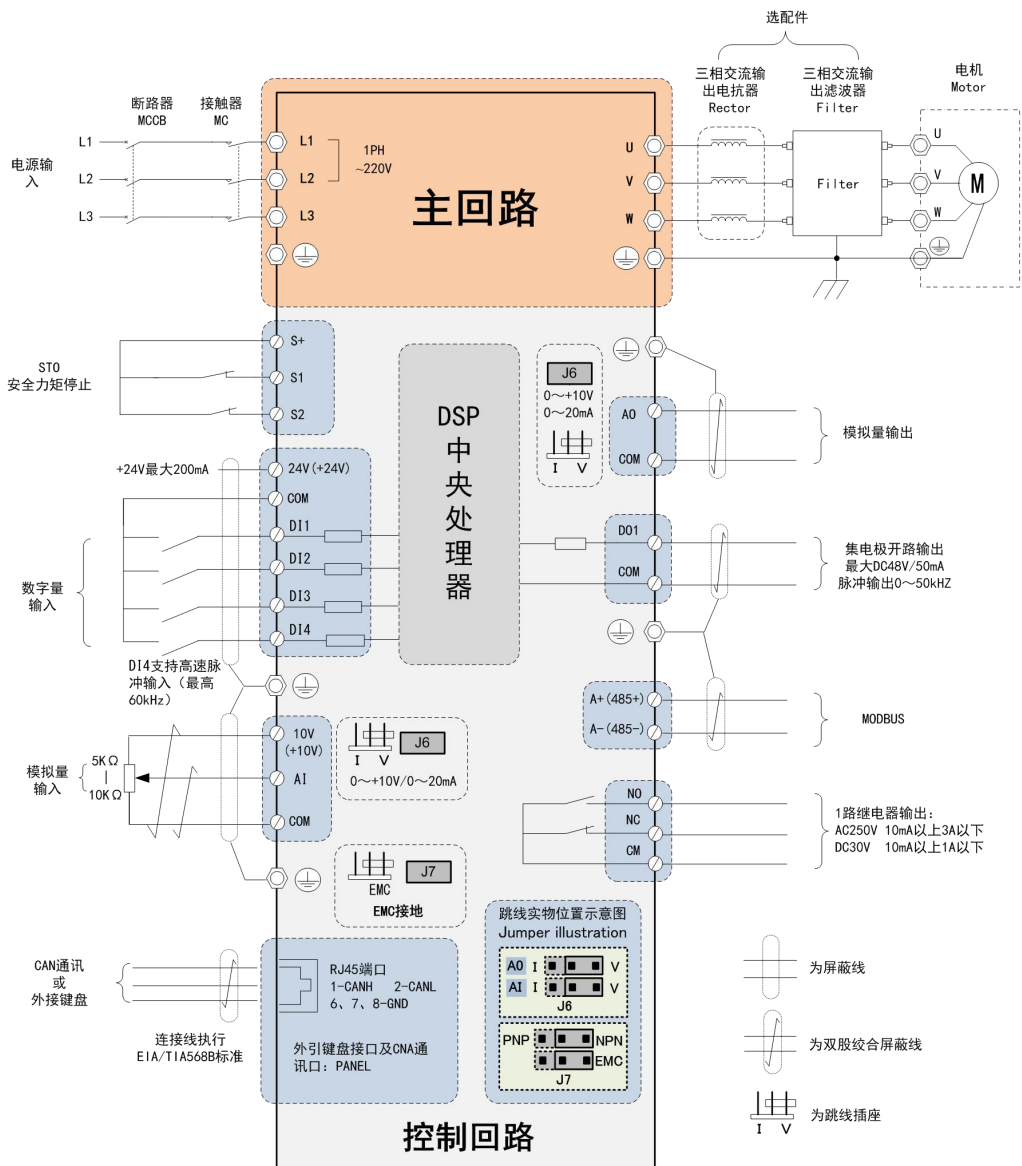 选配件
三相交流输
出电抗器
Rector
三相交流输
出滤波器
Filter
电机
Motor
断路器
MCCB
接触器
MC
电源输
入
L1
L2
L3
L1
L2
L3
1PH
~220V
主回路
U
V
W
Filter
U
V
W
M
STO
安全力矩停止
S+
S1
S2
DSP
中
央
处
理
器
J6
0~+10V
0~20mA
I V
AO
COM
模拟量输出
+24V最大200mA
24V(+24V)
COM
DI1
DI2
DI3
DI4
数字量
输入
DI4支持高速脉
冲输入（最高
60kHz）
DO1
COM
集电极开路输出
最大DC48V/50mA
脉冲输出0~50kHZ
A+(485+)
A-(485-)
MODBUS
模拟量
输入
5KΩ
10KΩ
10V
(+10V)
AI
COM
I V
J6
0~+10V/0~20mA
NO
NC
CM
1路继电器输出:
AC250V 10mA以上3A以下
DC30V 10mA以上1A以下
EMC
J7
EMC接地
CAN通讯
或
外接键盘
连接线执行
EIA/TIA568B标准
RJ45端口
1-CANH 2-CANL
6、7、8-GND
外引键盘接口及CNA通
讯口: PANEL
跳线实物位置示意图
Jumper illustration
AO I V
AI I V
J6
PNP NPN
EMC
J7
为屏蔽线
为双股绞合屏蔽线
I V
为跳线插座
控制回路